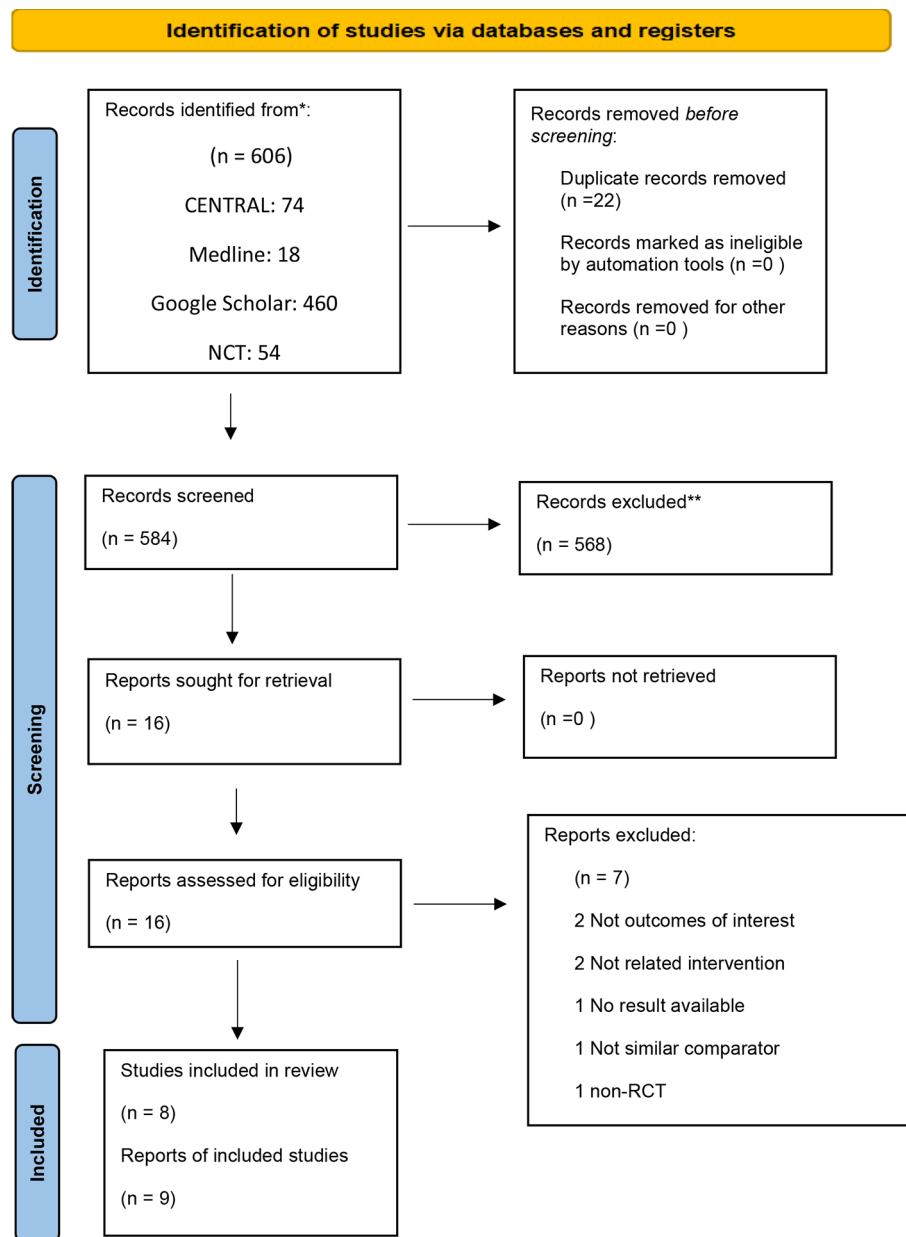 Identification of studies via databases and registers
Identification
Records identified from*:
(n = 606)
CENTRAL: 74
Medline: 18
Google Scholar: 460
NCT: 54
Records removed before
screening:
Duplicate records removed
(n =22)
Records marked as ineligible
by automation tools (n =0 )
Records removed for other
reasons (n =0 )
Screening
Records screened
(n = 584)
Records excluded**
(n = 568)
Reports sought for retrieval
(n = 16)
Reports not retrieved
(n =0 )
Reports assessed for eligibility
(n = 16)
Reports excluded:
(n = 7)
2 Not outcomes of interest
2 Not related intervention
1 No result available
1 Not similar comparator
1 non-RCT
Included
Studies included in review
(n = 8)
Reports of included studies
(n = 9)